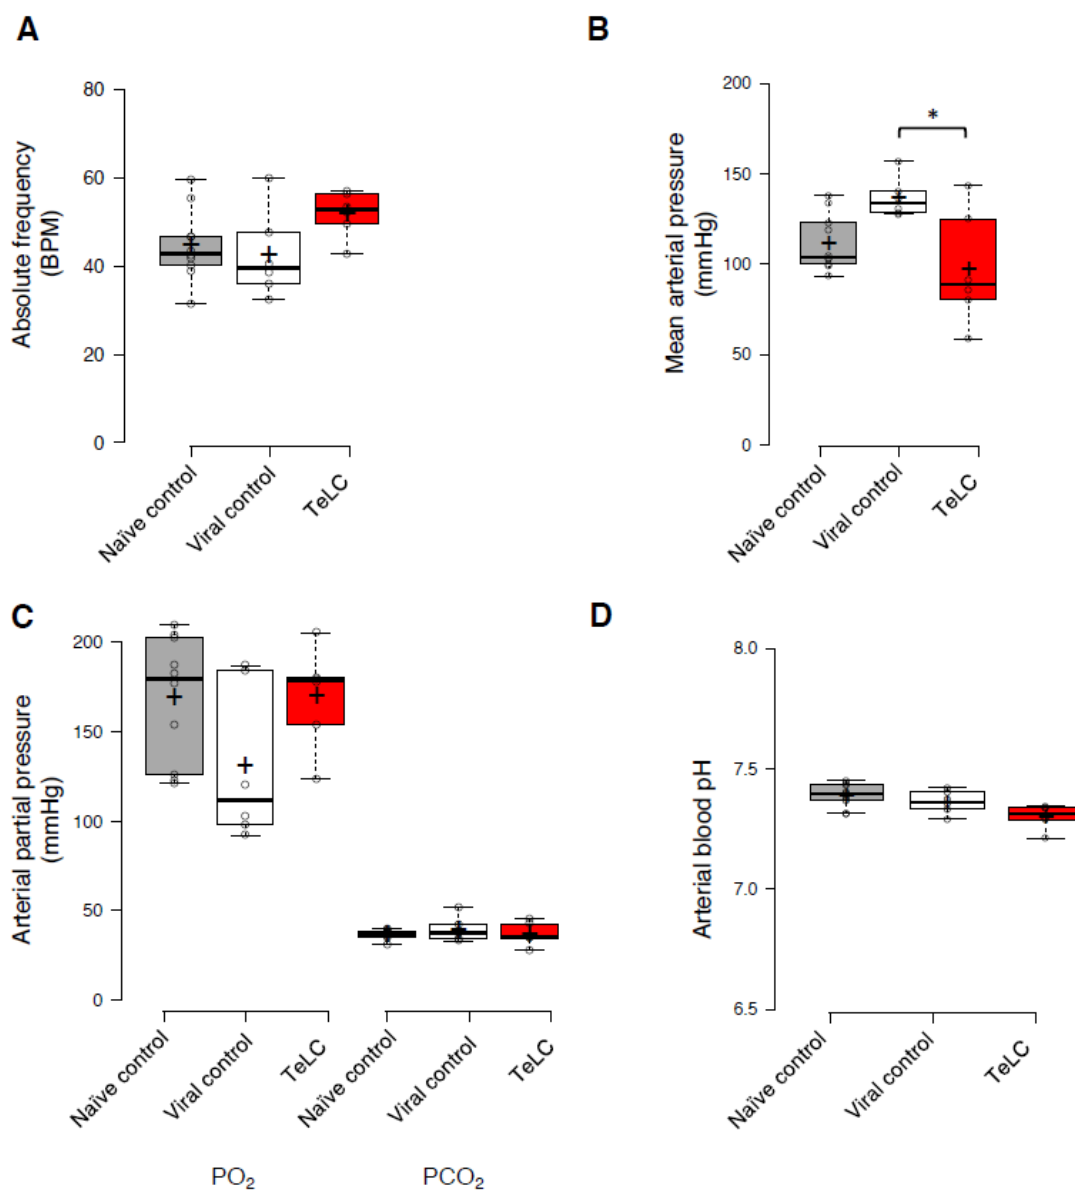 A
Absolute frequency
(BPM)
80
60
40
20
0
Naïve control
Viral control
TeLC
B
Mean arterial pressure
(mmHg)
200
150
100
50
0
*
Naïve control
Viral control
TeLC
C
Arterial partial pressure
(mmHg)
200
150
100
50
0
Naïve control
Viral control
TeLC
Naïve control
Viral control
TeLC
PO₂
PCO₂
D
Arterial blood pH
8.0
7.5
7.0
6.5
Naïve control
Viral control
TeLC